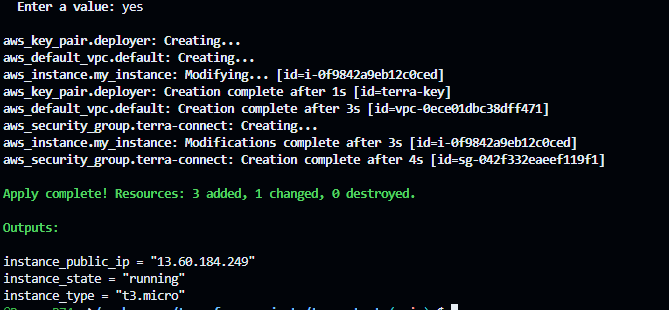 Enter a value: yes
aws_key_pair.deployer: Creating...
aws_default_vpc.default: Creating...
aws_instance.my_instance: Modifying... [id=i-0f9842a9eb12c0ced]
aws_key_pair.deployer: Creation complete after 1s [id=terra-key]
aws_default_vpc.default: Creation complete after 3s [id=vpc-0ece01dbc38dff471]
aws_security_group.terra-connect: Creating...
aws_instance.my_instance: Modifications complete after 3s [id=i-0f9842a9eb12c0ced]
aws_security_group.terra-connect: Creation complete after 4s [id=sg-042f332eaeef119f1]
Apply complete! Resources: 3 added, 1 changed, 0 destroyed.
Outputs:
instance_public_ip = "13.60.184.249"
instance_state = "running"
instance_type = "t3.micro"